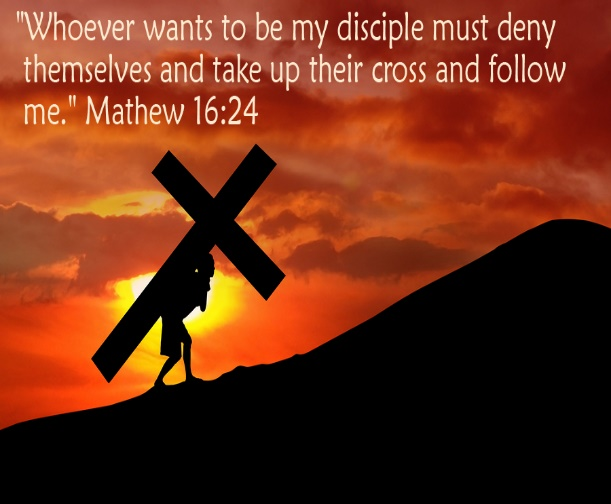 "Whoever wants to be my disciple must deny
themselves and take up their cross and follow
me." Mathew 16:24